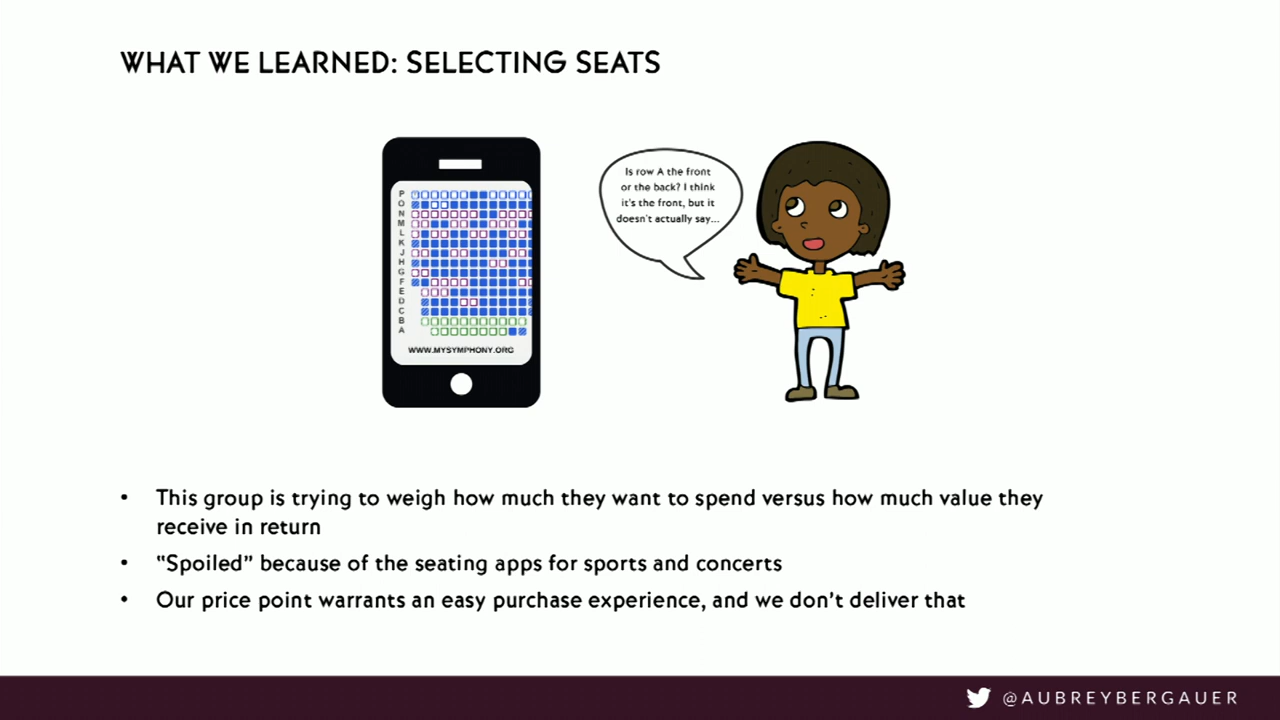 WHAT WE LEARNED: SELECTING SEATS
Is row A the front
or the back? I think
it's the front, but it
doesn't actually say...
P
O
N
M
L
K
J
H
G
F
E
D
C
B
A
WWW.MYSYMPHONY.ORG
• This group is trying to weigh how much they want to spend versus how much value they
receive in return
• “Spoiled” because of the seating apps for sports and concerts
• Our price point warrants an easy purchase experience, and we don’t deliver that
@AUBREYBERGAUER